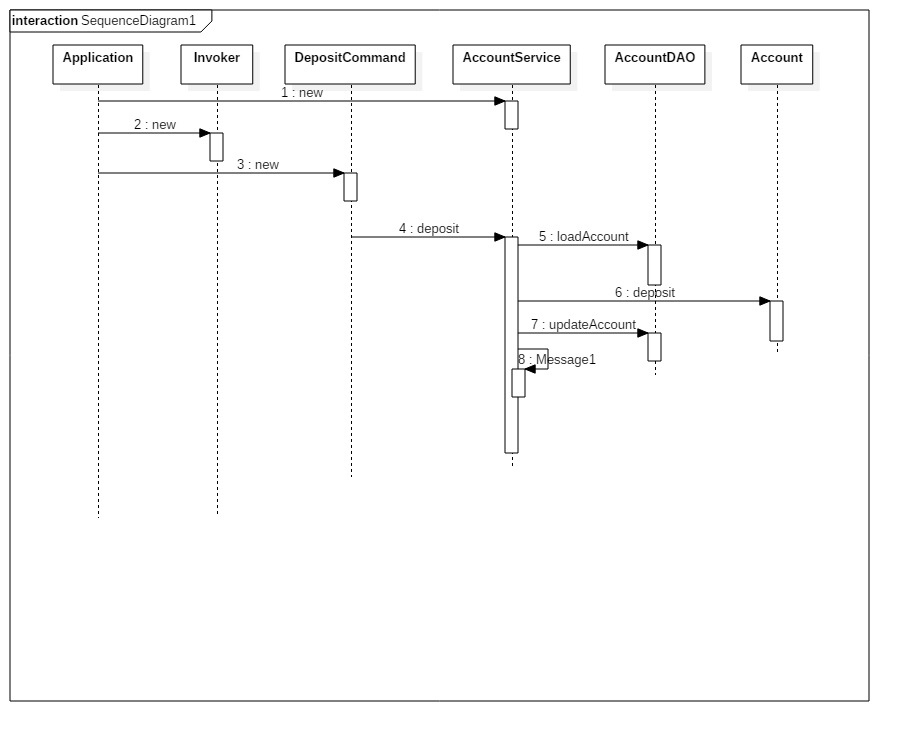 interaction SequenceDiagram1
Application Invoker DepositCommand AccountService AccountDAO Account
1 : new
2 : new
3 : new
4 : deposit
5 : loadAccount
6 : deposit
7 : updateAccount
8 : Message1